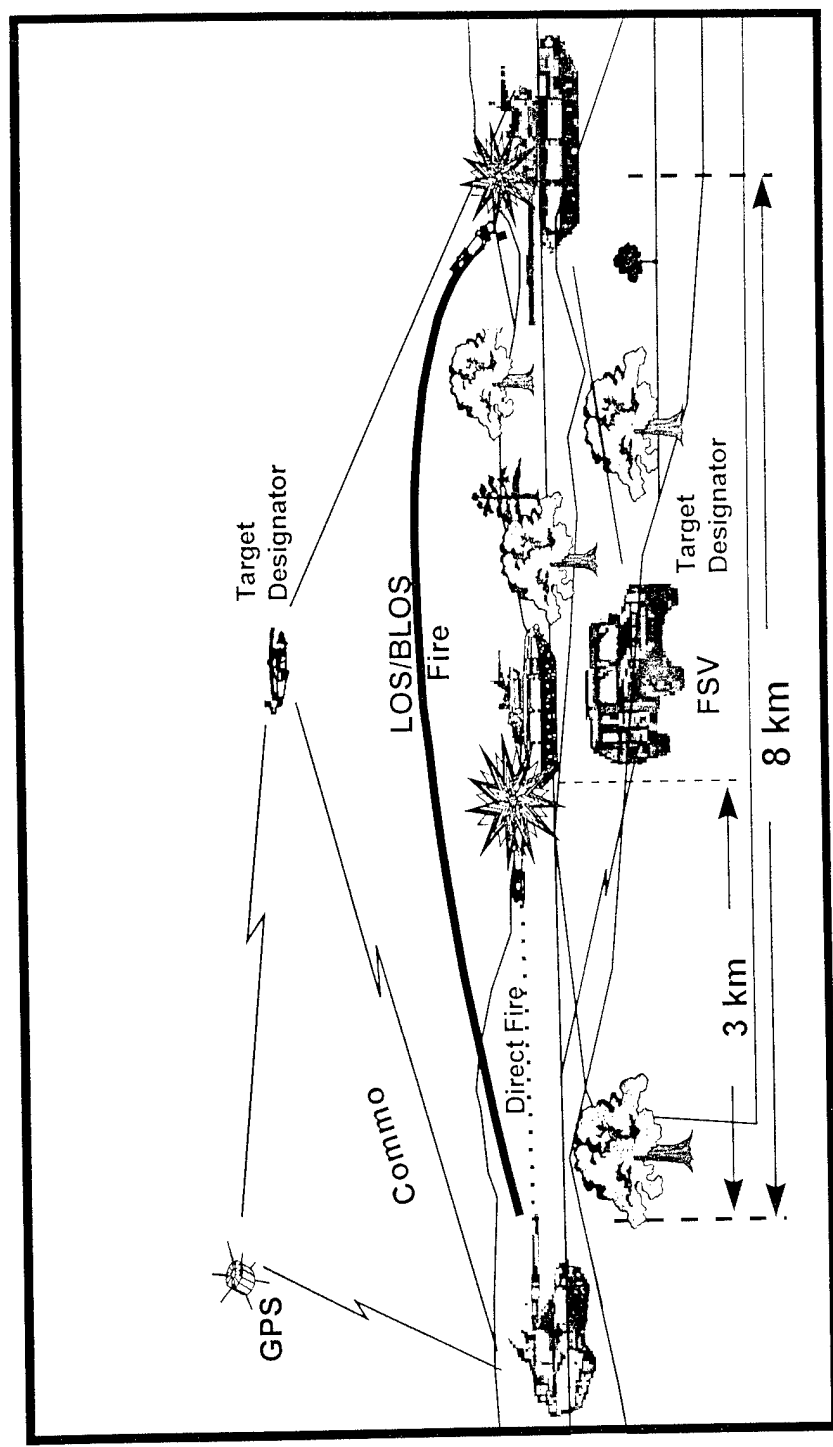 Target
Designator
GPS
Commo
LOS/BLOS
Fire
Direct Fire
Target
Designator
FSV
3 km
8 km